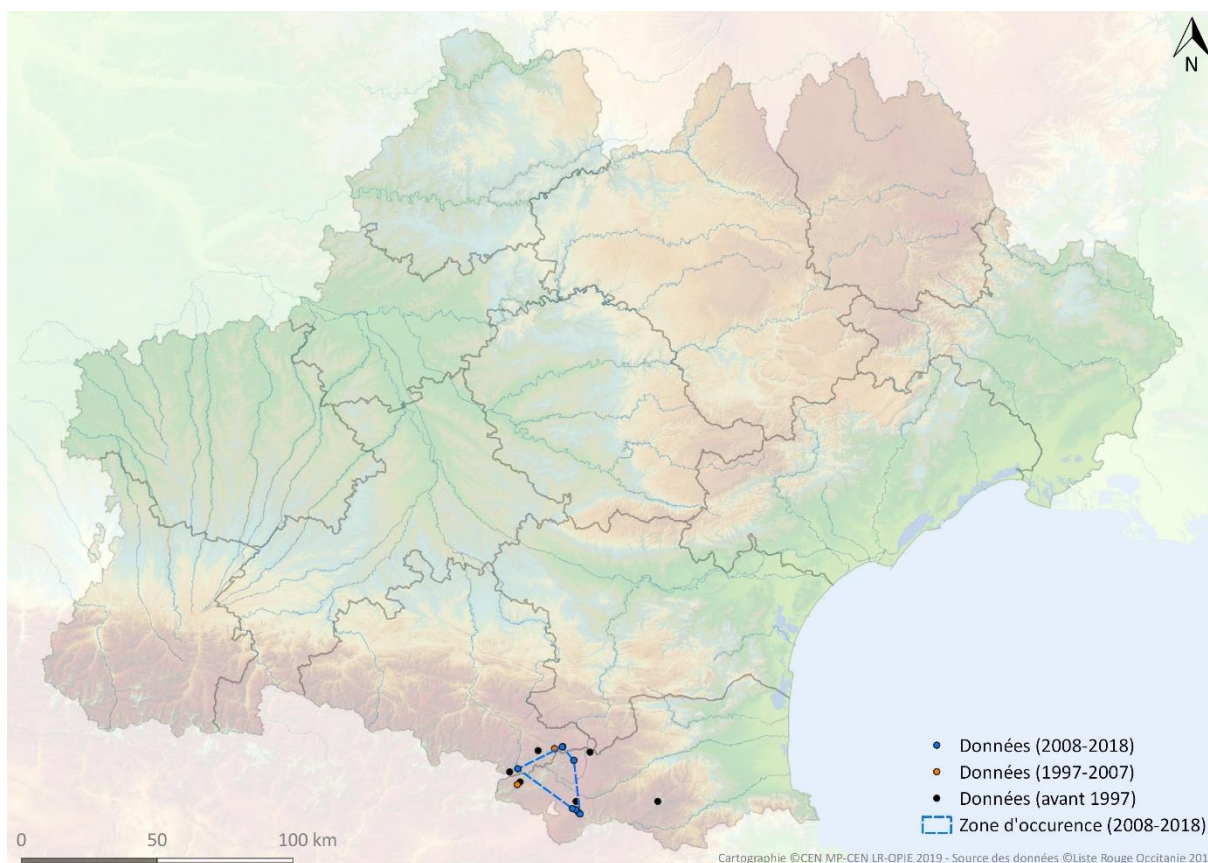 N
Données (2008-2018)
Données (1997-2007)
Données (avant 1997)
Zone d'occurence (2008-2018)
0 50 100 km
Cartographie ©CEN MP-CEN LR-OPIE 2019 - Source des données ©Liste Rouge Occitanie 201